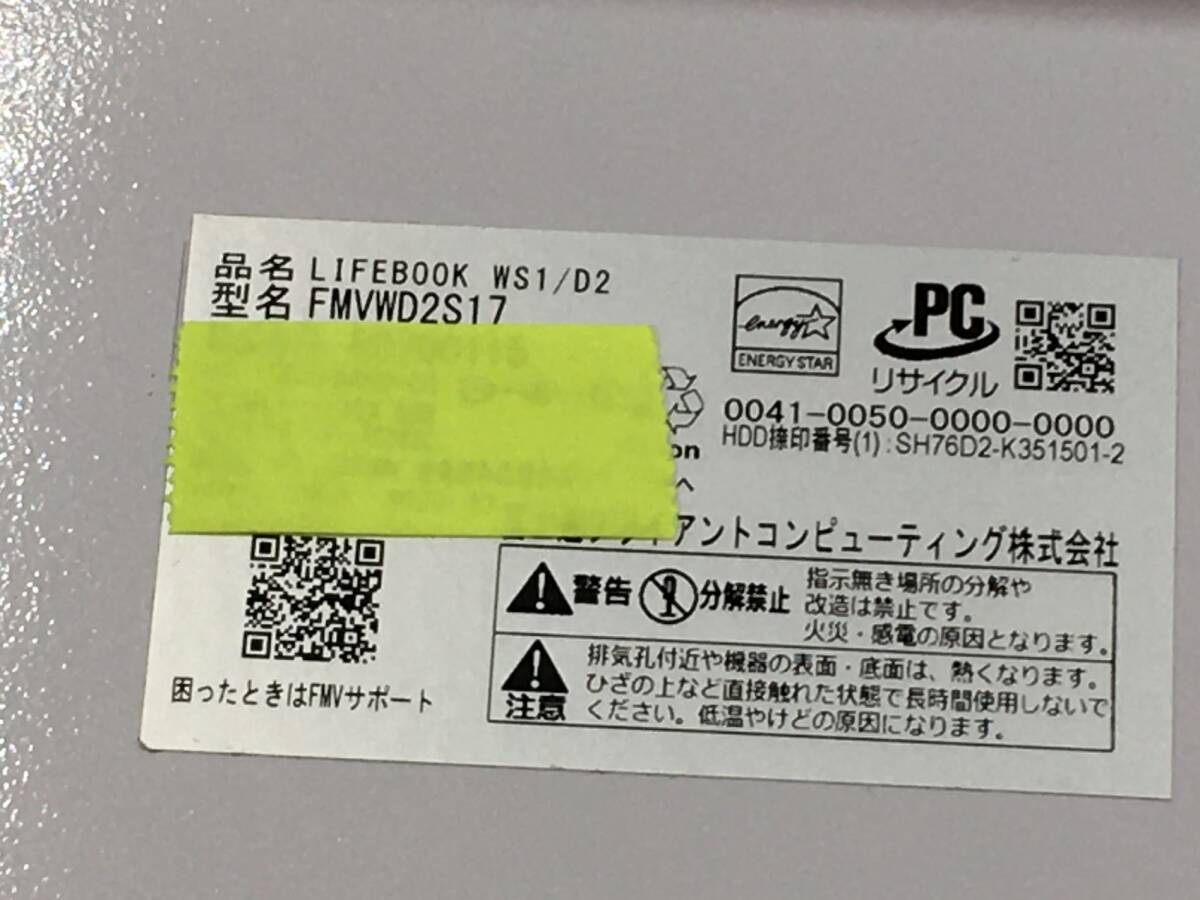 品名 LIFEBOOK WS1/D2
型名 FMVWD2S17
energy
ENERGY STAR
PC
リサイクル
0041-0050-0000-0000
HDD捺印番号(1):SH76D2-K351501-2
アントコンピューティング株式会社
警告 分解禁止
指示無き場所の分解や
改造は禁止です。
火災・感電の原因となります。
注意
排気孔付近や機器の表面・底面は、熱くなります。
ひざの上など直接触れた状態で長時間使用しないで
ください。低温やけどの原因になります。
困ったときはFMVサポート